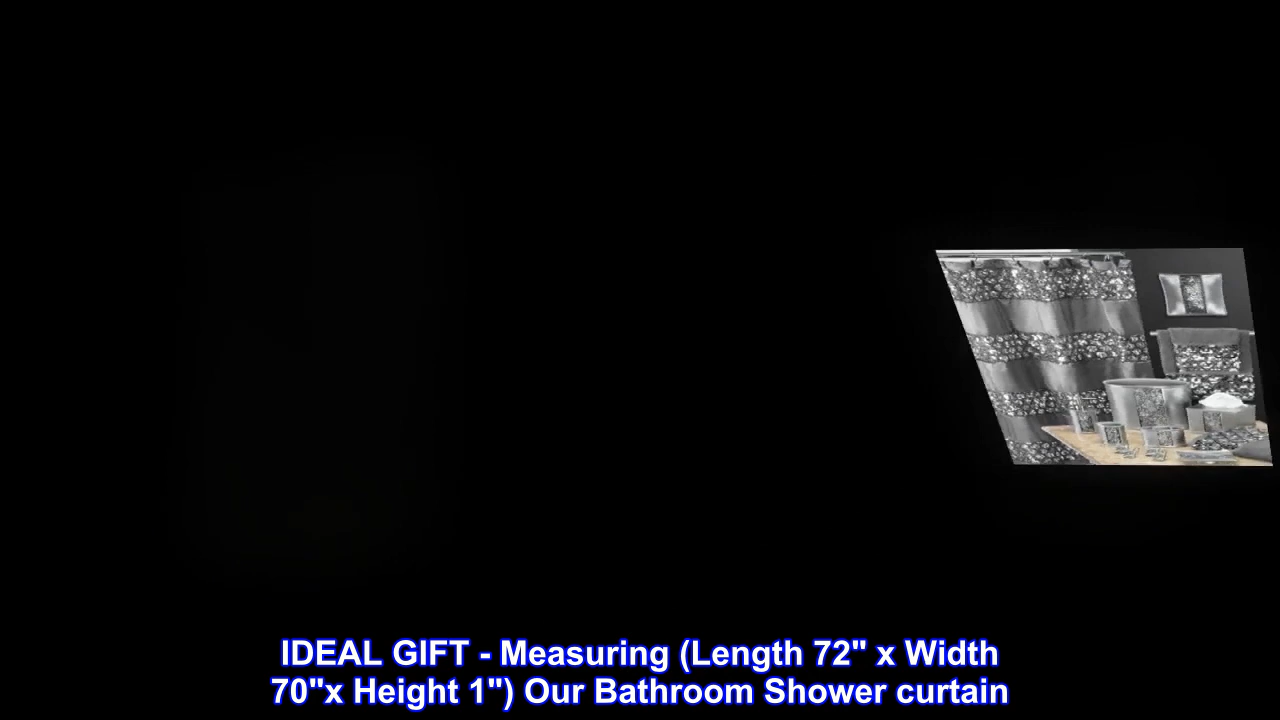 IDEAL GIFT - Measuring (Length 72" x Width
70"x Height 1") Our Bathroom Shower curtain